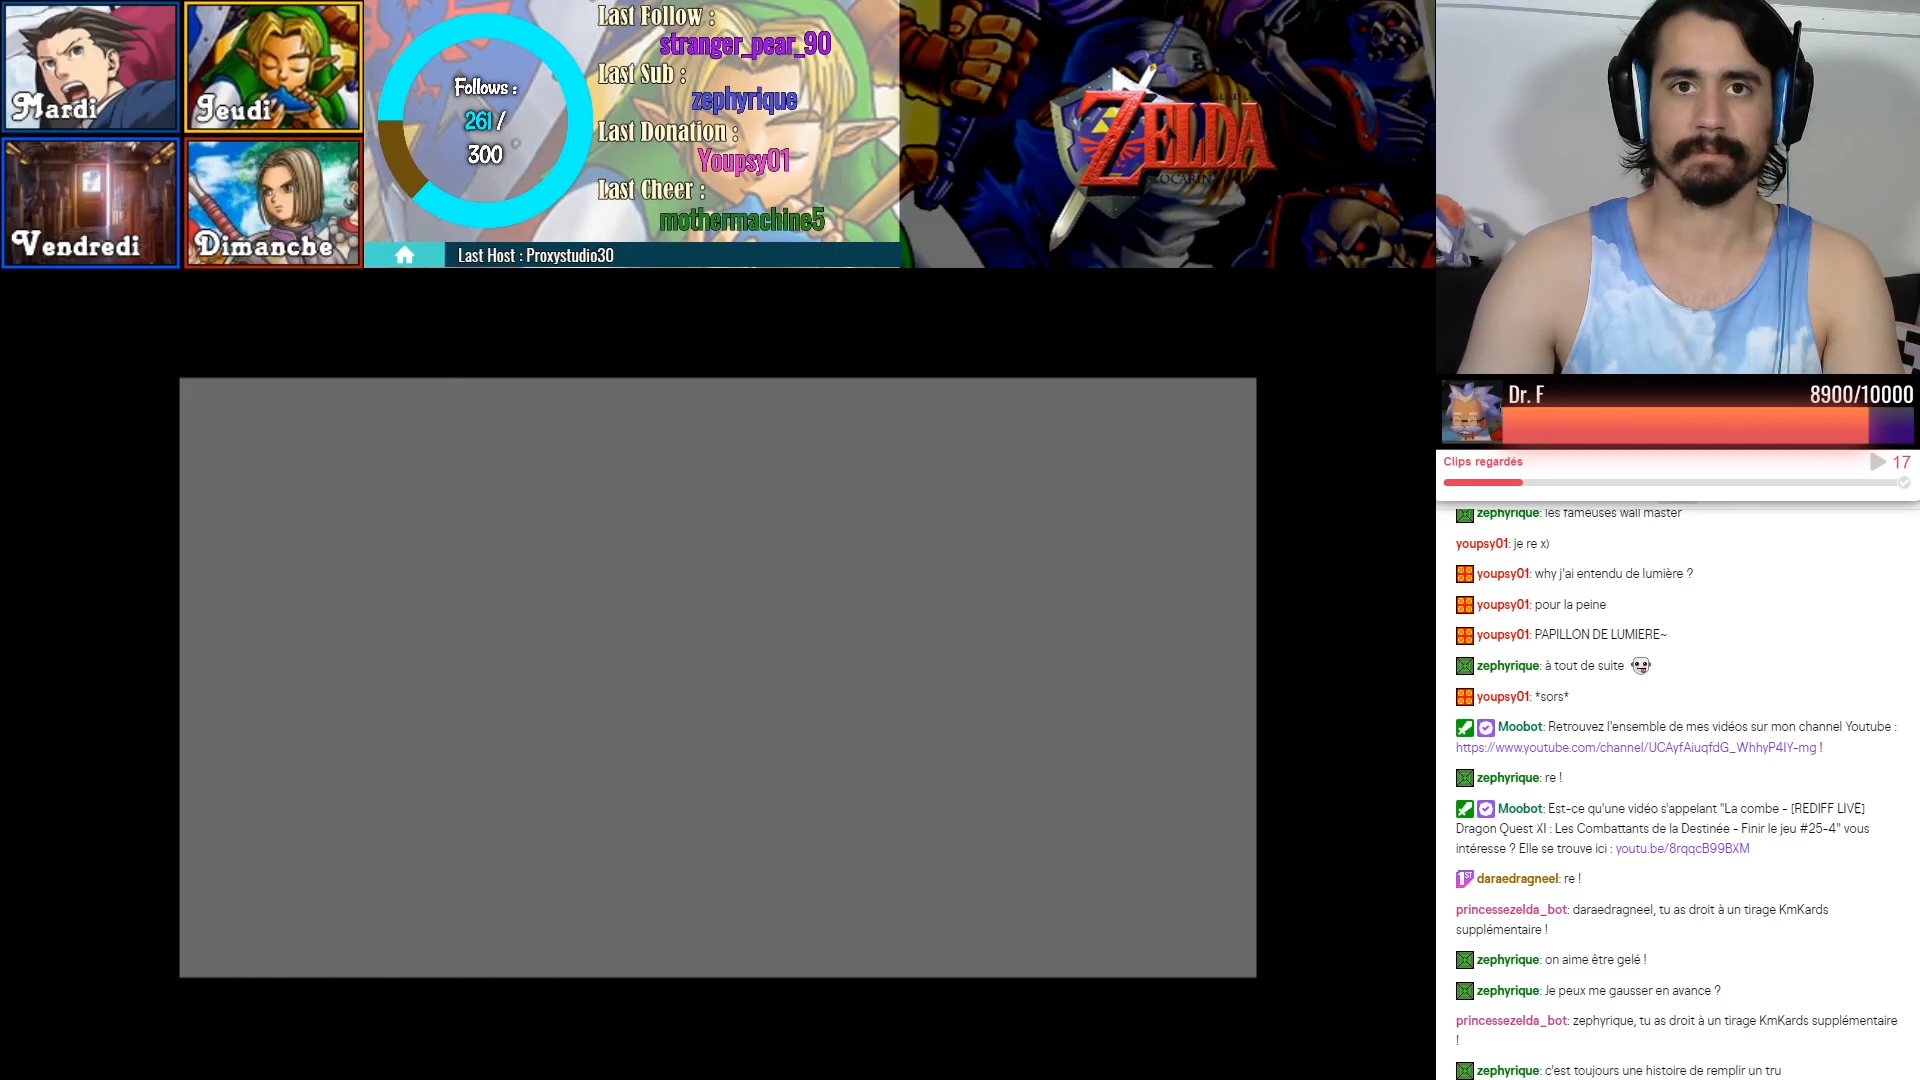 Mardi
Jeudi
Vendredi
Dimanche
Follows :
261 /
300
Last Follow :
stranger_pear_90
Last Sub :
zephyrique
Last Donation :
Youpsy01
Last Cheer :
mothermachine5
Last Host : Proxystudio30
ZELDA
Dr. F
8900/10000
Clips regardés
17
zephyrique: les fameuses wall master
youpsy01: je re x)
youpsy01: why j'ai entendu de lumière ?
youpsy01: pour la peine
youpsy01: PAPILLON DE LUMIERE~
zephyrique: à tout de suite
youpsy01: *sors*
Moobot: Retrouvez l'ensemble de mes vidéos sur mon channel Youtube :
https://www.youtube.com/channel/UCAyfAiuqfdG_WhhyP4IY-mg !
zephyrique: re !
Moobot: Est-ce qu'une vidéo s'appelant "La combe - [REDIFF LIVE]
Dragon Quest XI : Les Combattants de la Destinée - Finir le jeu #25-4" vous
intéresse ? Elle se trouve ici : youtu.be/8rqqcB99BXM
1ST daraedragneel: re !
princessezelda_bot: daraedragneel, tu as droit à un tirage KmKards
supplémentaire !
zephyrique: on aime être gelé !
zephyrique: Je peux me gausser en avance ?
princessezelda_bot: zephyrique, tu as droit à un tirage KmKards supplémentaire
!
zephyrique: c'est toujours une histoire de remplir un tru